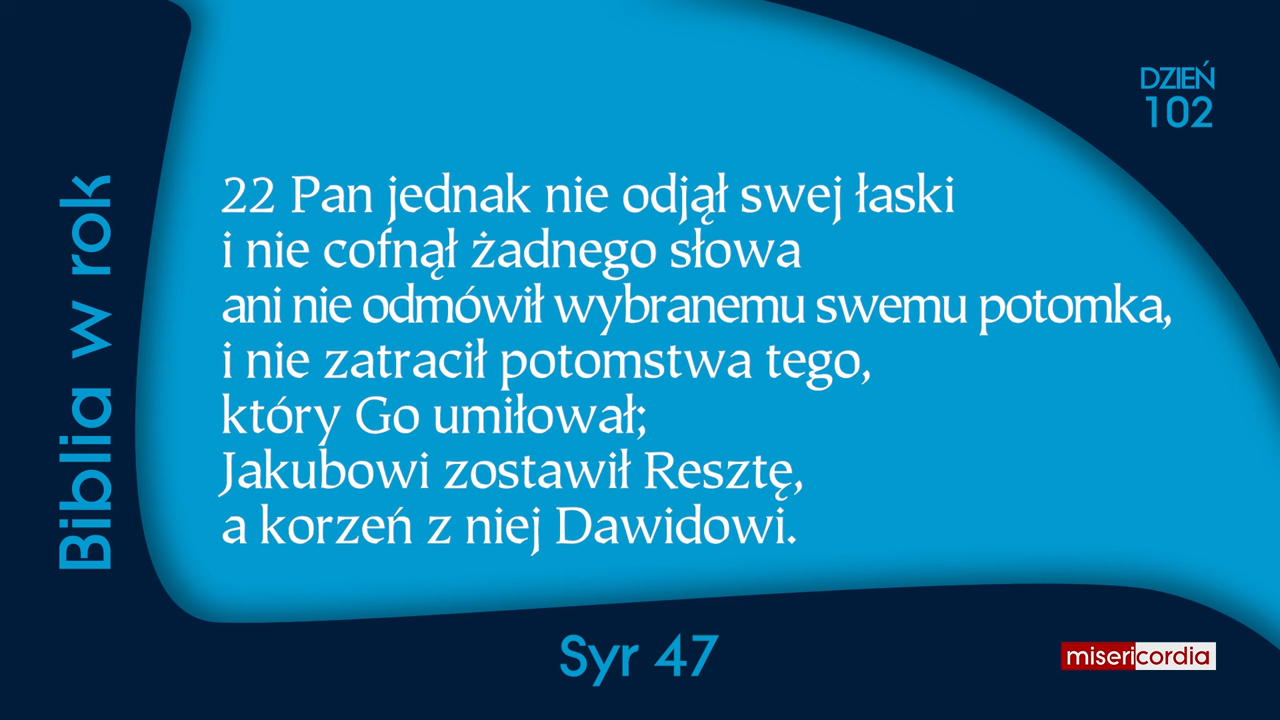 DZIEŃ
102
Biblia w rok
22 Pan jednak nie odjął swej łaski
i nie cofnął żadnego słowa
ani nie odmówił wybranemu swemu potomka,
i nie zatracił potomstwa tego,
który Go umiłował;
Jakubowi zostawił Resztę,
a korzeń z niej Dawidowi.
Syr 47
misericordia